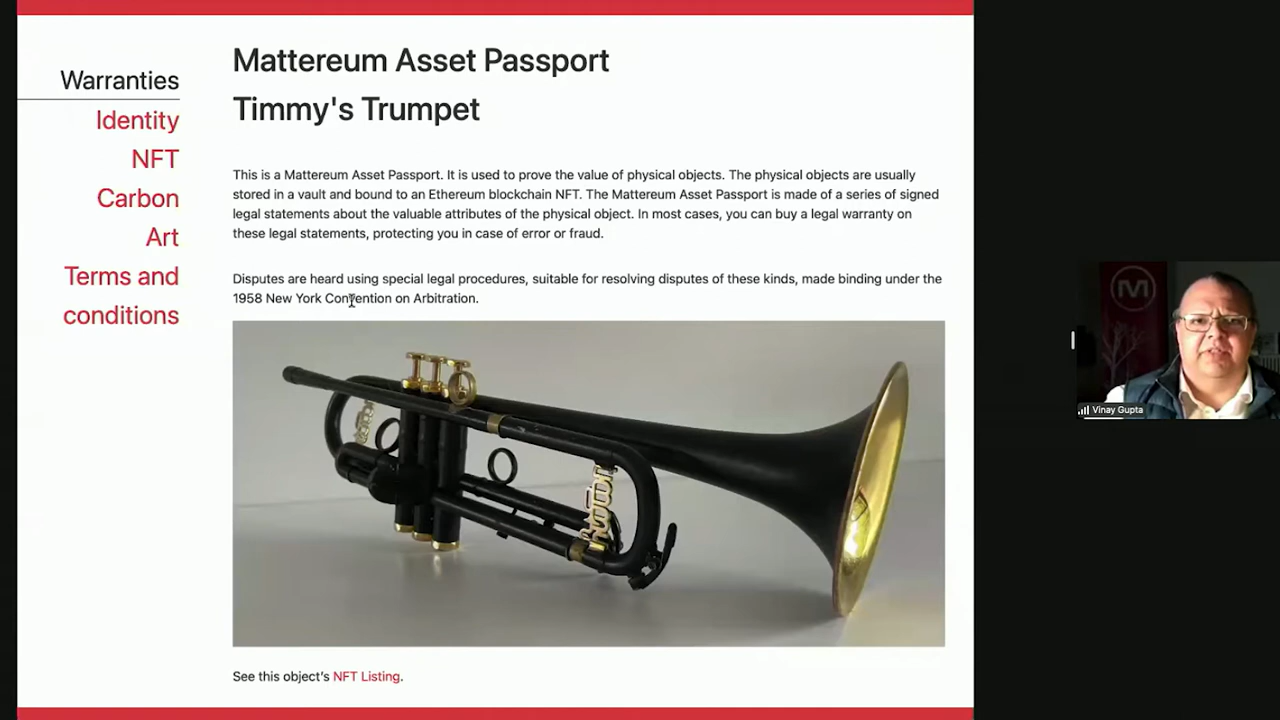 Warranties
Identity
NFT
Carbon
Art
Terms and
conditions
Mattereum Asset Passport
Timmy's Trumpet
This is a Mattereum Asset Passport. It is used to prove the value of physical objects. The physical objects are usually
stored in a vault and bound to an Ethereum blockchain NFT. The Mattereum Asset Passport is made of a series of signed
legal statements about the valuable attributes of the physical object. In most cases, you can buy a legal warranty on
these legal statements, protecting you in case of error or fraud.
Disputes are heard using special legal procedures, suitable for resolving disputes of these kinds, made binding under the
1958 New York Convention on Arbitration.
See this object's NFT Listing.
M
Vinay Gupta